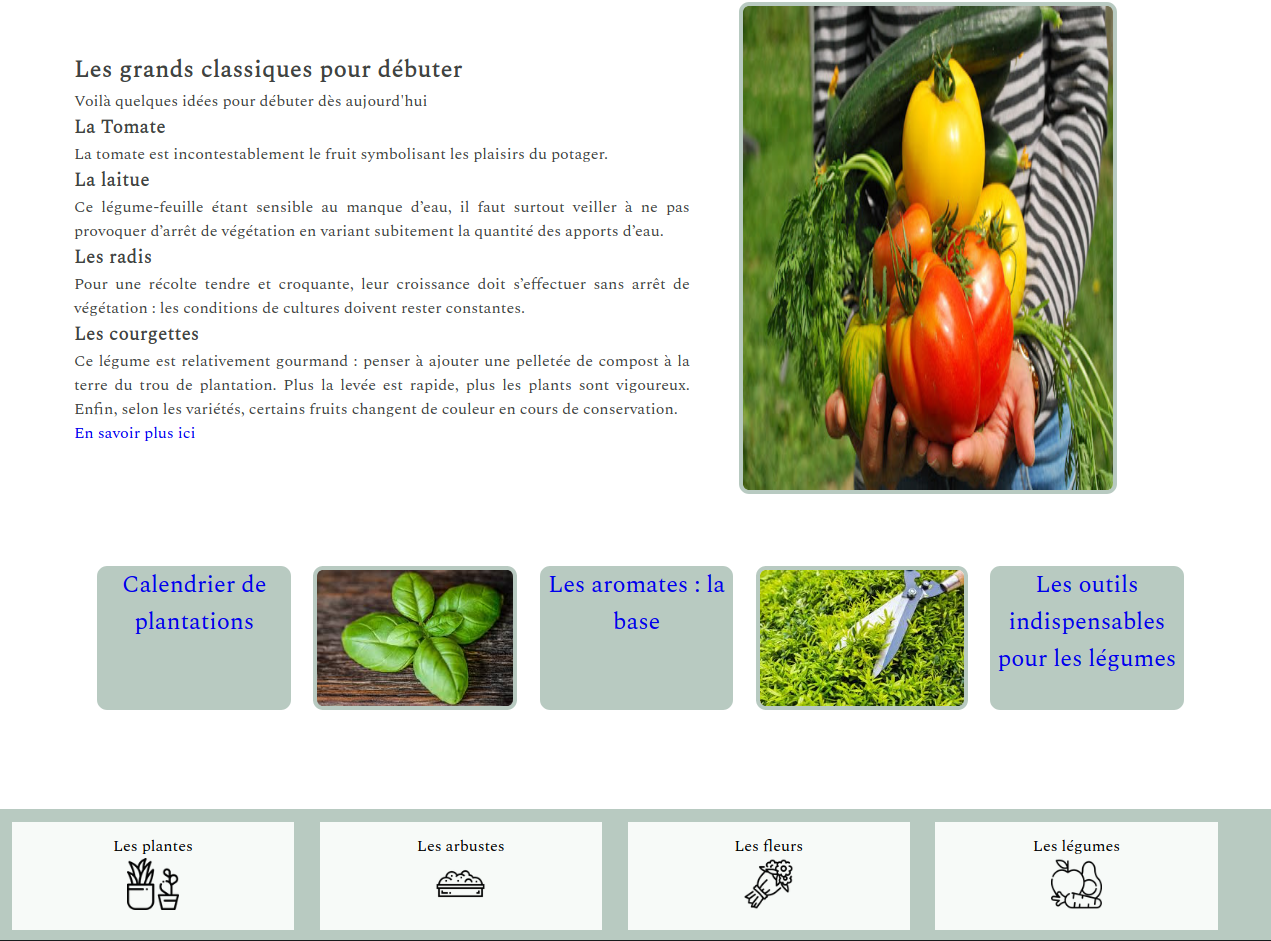 Les grands classiques pour débuter
Voilà quelques idées pour débuter dès aujourd'hui
La Tomate
La tomate est incontestablement le fruit symbolisant les plaisirs du potager.
La laitue
Ce légume-feuille étant sensible au manque d’eau, il faut surtout veiller à ne pas
provoquer d’arrêt de végétation en variant subitement la quantité des apports d’eau.
Les radis
Pour une récolte tendre et croquante, leur croissance doit s’effectuer sans arrêt de
végétation : les conditions de cultures doivent rester constantes.
Les courgettes
Ce légume est relativement gourmand : penser à ajouter une pelletée de compost à la
terre du trou de plantation. Plus la levée est rapide, plus les plants sont vigoureux.
Enfin, selon les variétés, certains fruits changent de couleur en cours de conservation.
En savoir plus ici
Calendrier de
plantations
Les aromates : la
base
Les outils
indispensables
pour les légumes
Les plantes
Les arbustes
Les fleurs
Les légumes